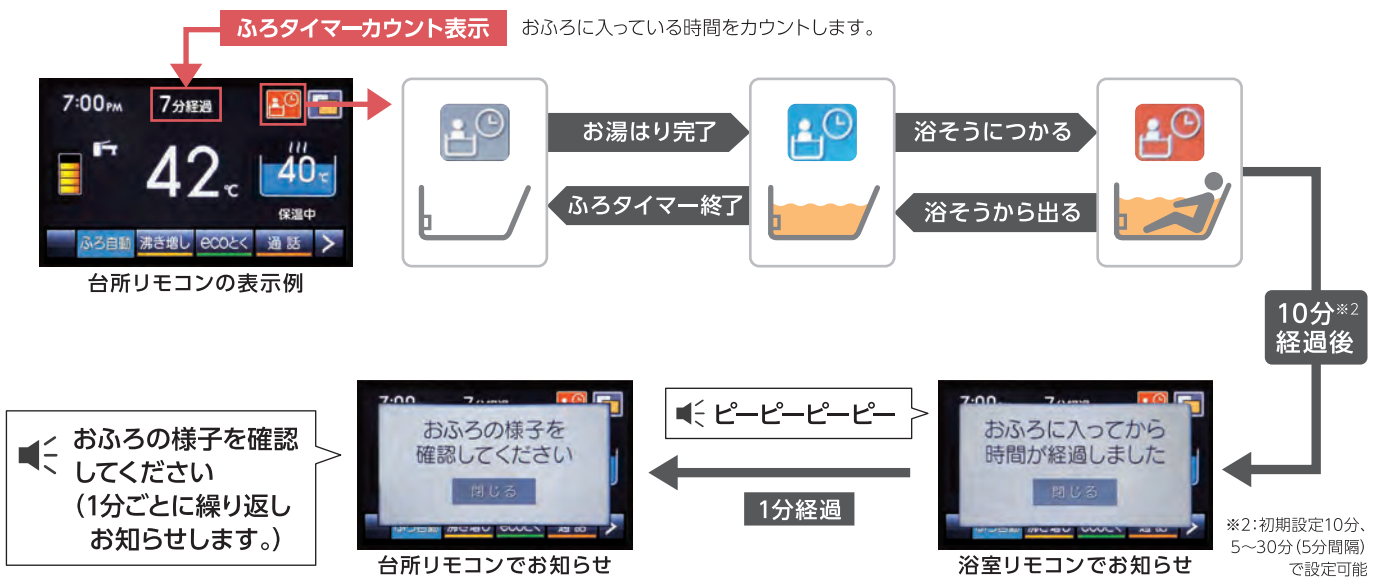 ふろタイマーカウント表示
おふろに入っている時間をカウントします。
7:00PM
7分経過
42℃
40℃
保温中
ふろ自動
沸き増し
ecoとく
通話
>
台所リモコンの表示例
お湯はり完了
ふろタイマー終了
浴そうにつかる
浴そうから出る
10分※2
経過後
おふろに入ってから
時間が経過しました
閉じる
浴室リモコンでお知らせ
※2:初期設定10分、
5〜30分(5分間隔)
で設定可能
ピーピーピーピー
1分経過
おふろの様子を
確認してください
閉じる
台所リモコンでお知らせ
おふろの様子を確認
してください
(1分ごとに繰り返し
お知らせします。)